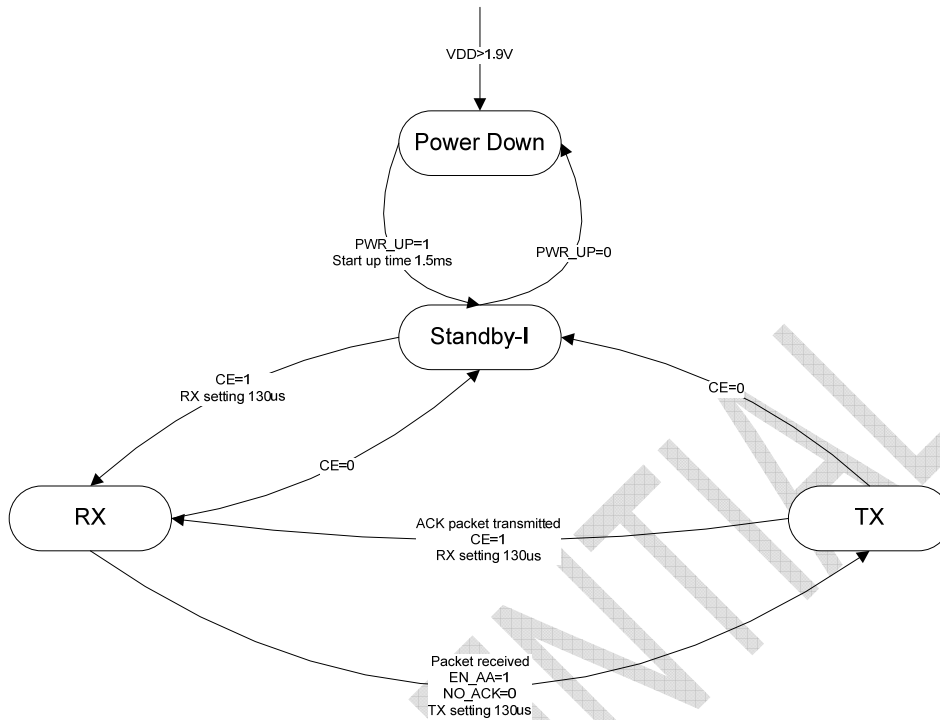 VDD>1.9V
Power Down
PWR_UP=1
Start up time 1.5ms
PWR_UP=0
Standby-I
CE=1
RX setting 130us
CE=0
CE=0
RX
ACK packet transmitted
CE=1
RX setting 130us
TX
Packet received
EN_AA=1
NO_ACK=0
TX setting 130us
ENTIAL